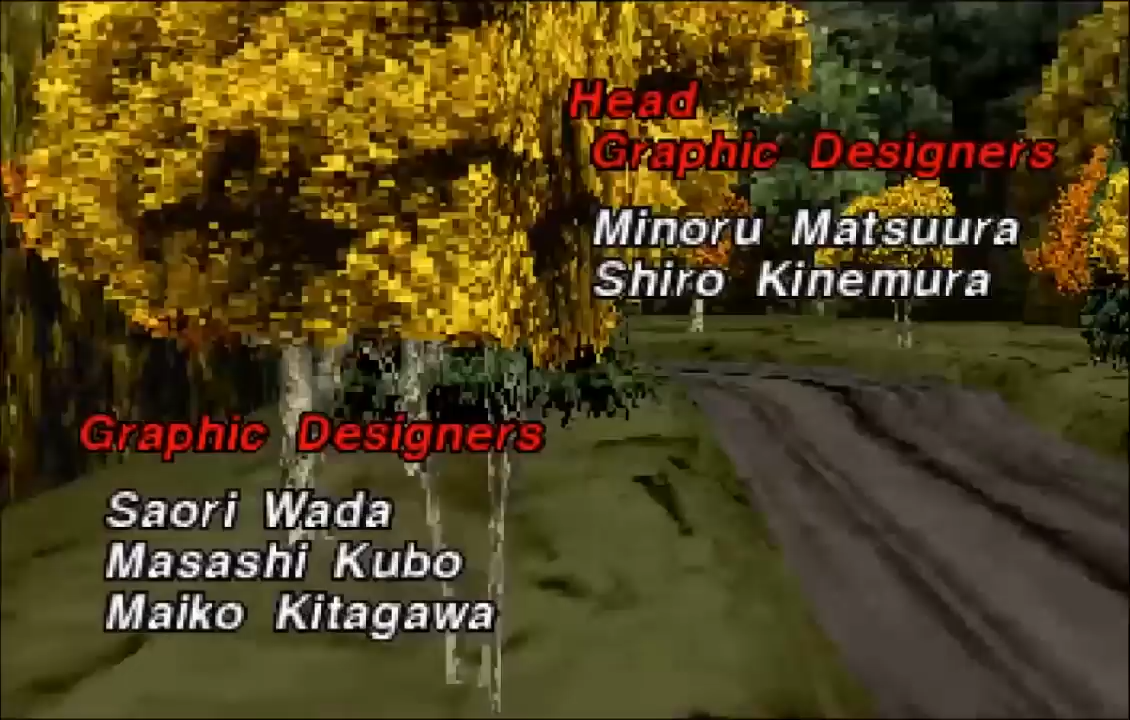 Head
Graphic Designers
Minoru Matsuura
Shiro Kinemura
Graphic Designers
Saori Wada
Masashi Kubo
Maiko Kitagawa